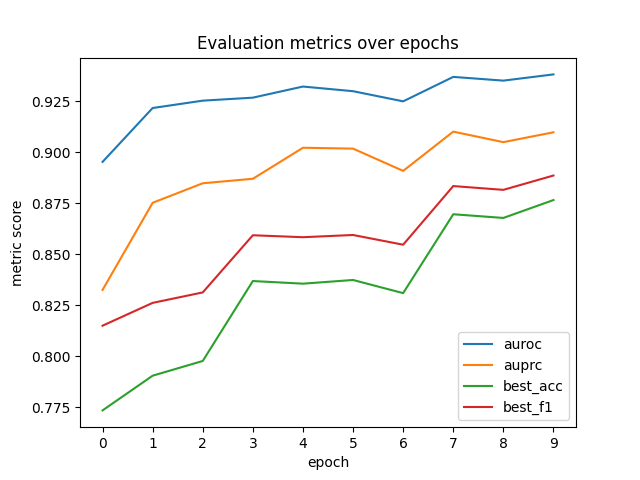 Evaluation metrics over epochs
metric score
0.925
0.900
0.875
0.850
0.825
0.800
0.775
auroc
auprc
best_acc
best_f1
0 1 2 3 4 5 6 7 8 9
epoch